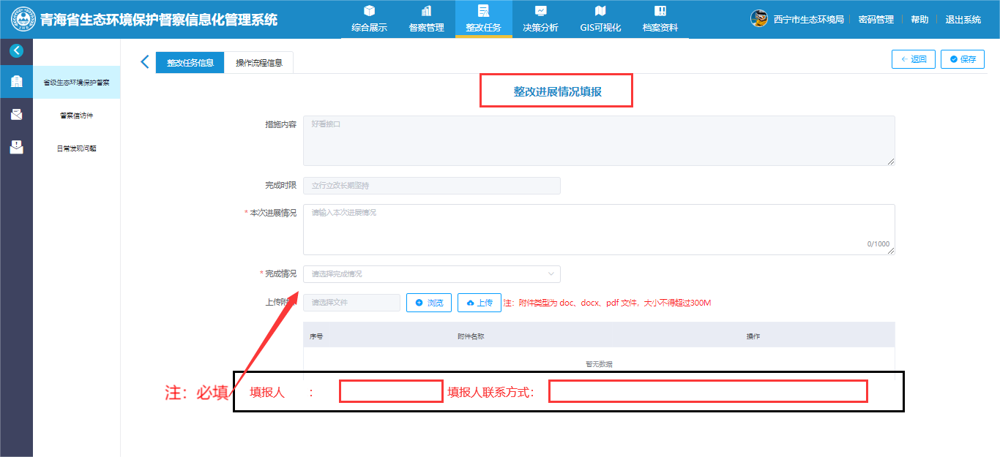 青海省生态环境保护督察信息化管理系统
综合展示
督察管理
整改任务
决策分析
GIS可视化
档案资料
西宁市生态环境局
密码管理
帮助
退出系统
省级生态环境保护督察
督察信访件
日常发现问题
整改任务信息
操作流程信息
返回
保存
整改进展情况填报
措施内容
好看接口
完成时限
立行立改长期坚持
* 本次进展情况
请输入本次进展情况
0/1000
* 完成情况
请选择完成情况
上传附
请选择文件
浏览
上传
注：附件类型为 doc、docx、pdf 文件，大小不得超过300M
序号
附件名称
操作
暂无数据
注：必填
填报人 ：
填报人联系方式：